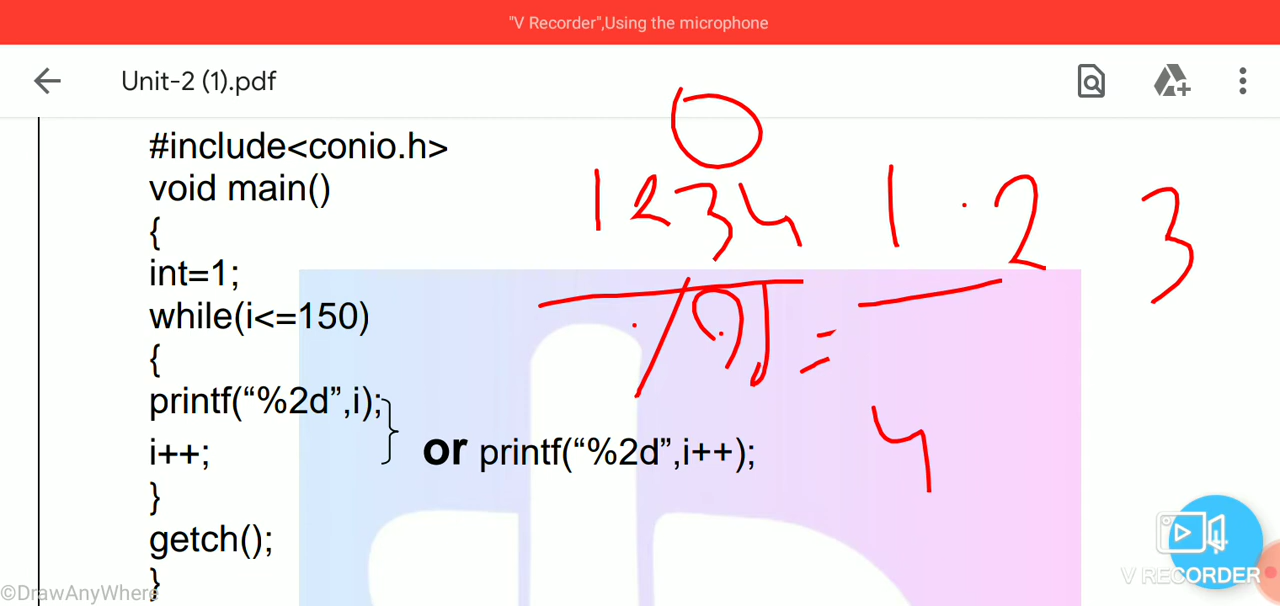 "V Recorder",Using the microphone
Unit-2 (1).pdf
#include<conio.h>
void main()
{
int=1;
while(i<=150)
{
printf(“%2d”,i);
i++;
or printf(“%2d”,i++);
}
getch();
}
1234
1 . 2 3
=
4
V RECORDER
©DrawAnyWhere